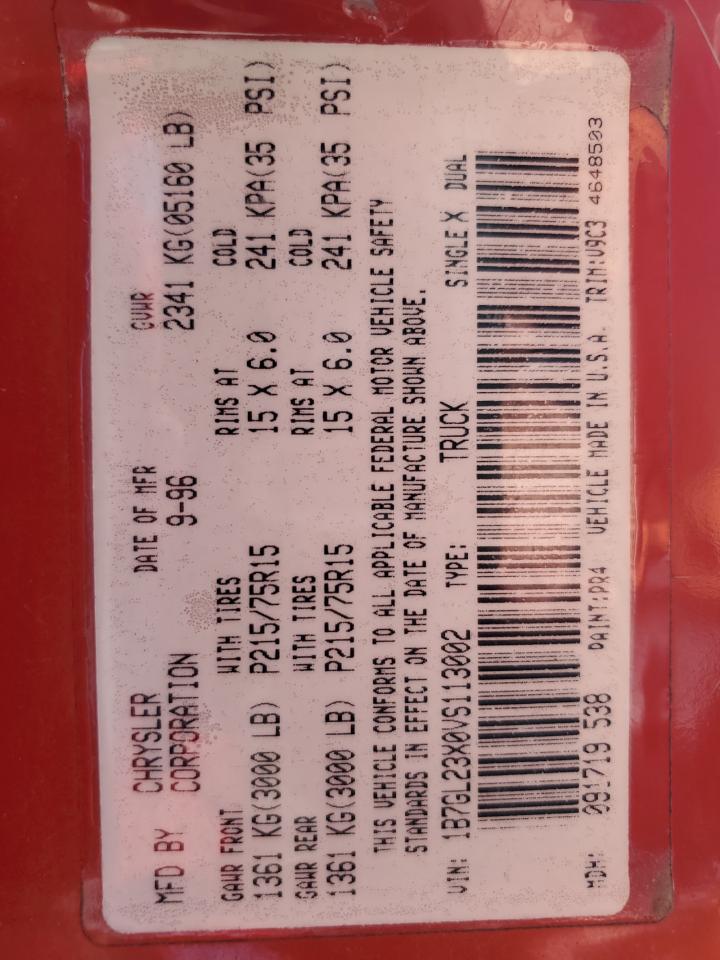 MFD BY CHRYSLER CORPORATION DATE OF MFR 9-96 GVWR 2341 KG(05160 LB)
GAWR FRONT WITH TIRES RIMS AT COLD
1361 KG(3000 LB) P215/75R15 15 X 6.0 241 KPA(35 PSI)
GAWR REAR WITH TIRES RIMS AT COLD
1361 KG(3000 LB) P215/75R15 15 X 6.0 241 KPA(35 PSI)
THIS VEHICLE CONFORMS TO ALL APPLICABLE FEDERAL MOTOR VEHICLE SAFETY
STANDARDS IN EFFECT ON THE DATE OF MANUFACTURE SHOWN ABOVE.
VIN: 1B7GL23X0VS113002 TYPE: TRUCK SINGLE X DUAL
MDH: 091719 538 PAINT:PR4 VEHICLE MADE IN U.S.A. TRIM:V9C3 4648503